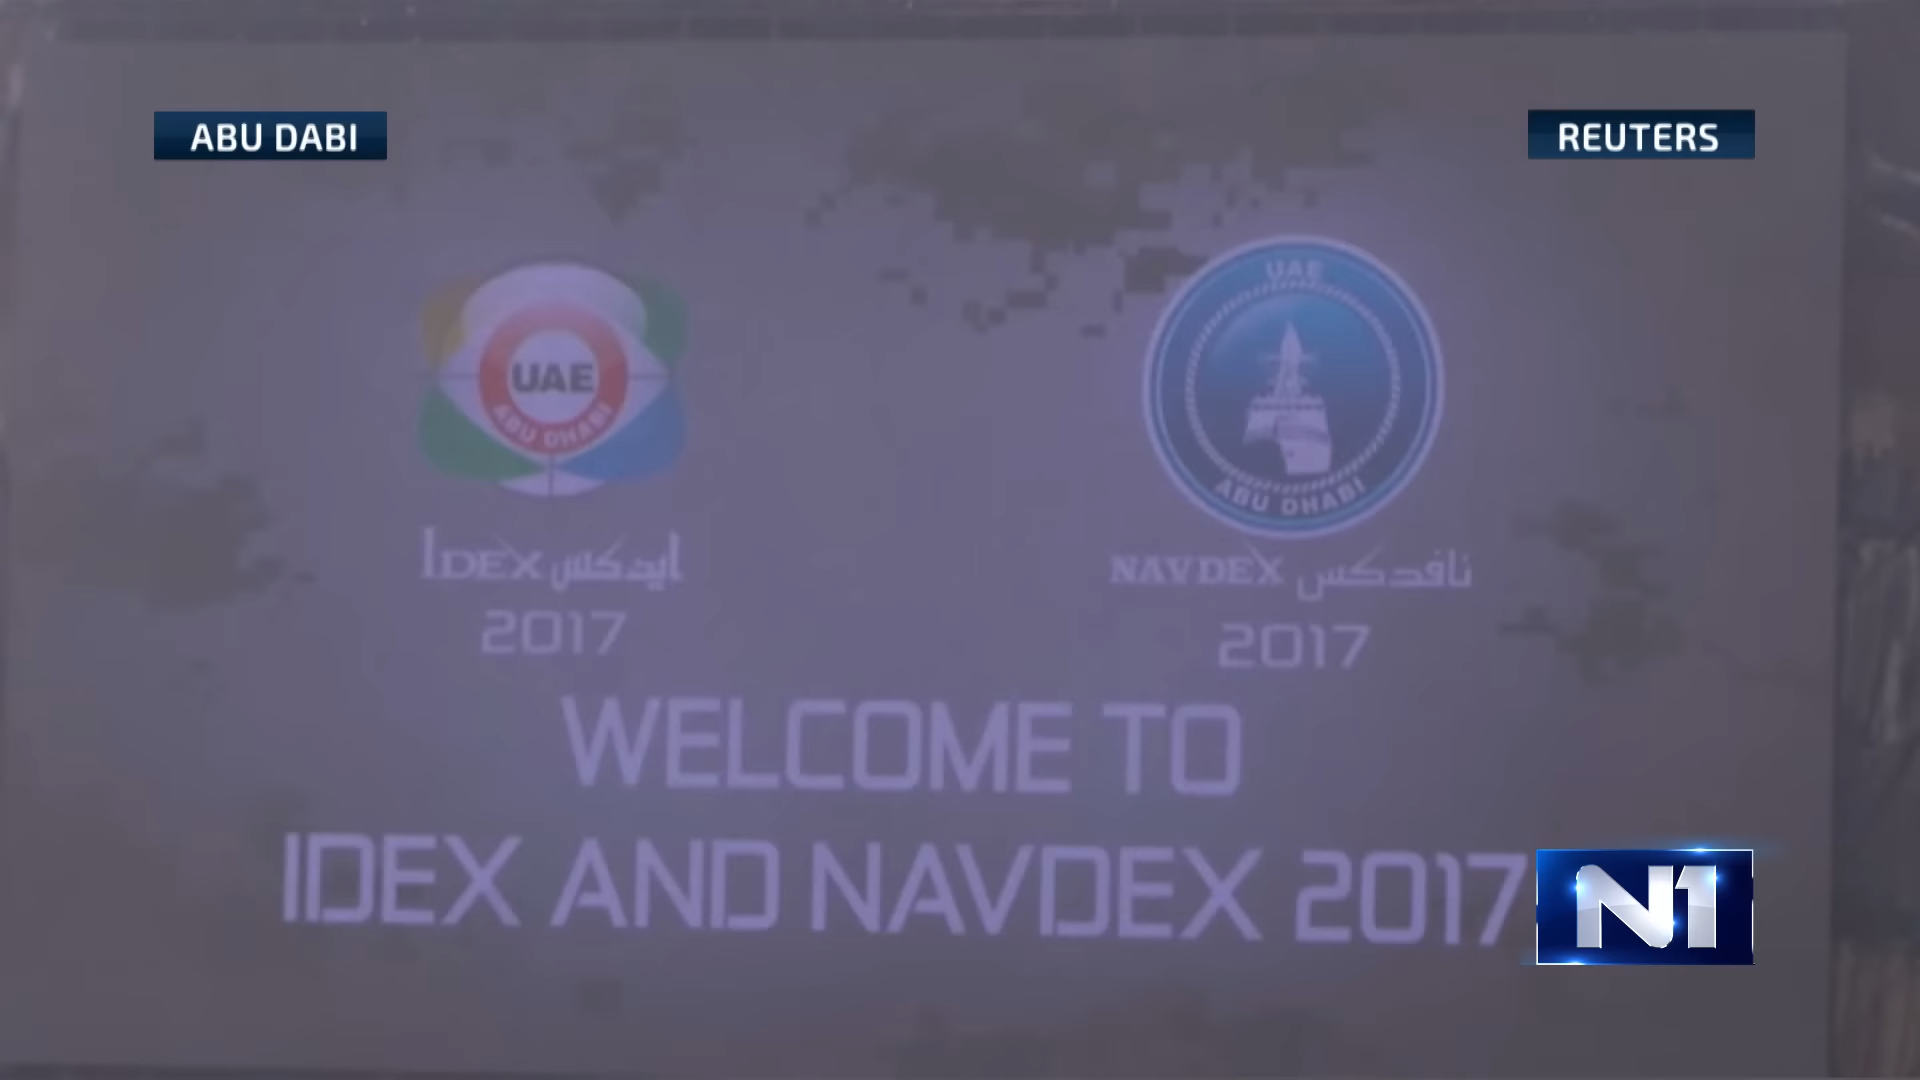 ABU DABI
REUTERS
UAE
ABU DHABI
UAE
ABU DHABI
IDEX ايدكس
2017
NAVDEX نافدكس
2017
WELCOME TO
IDEX AND NAVDEX 2017
N1